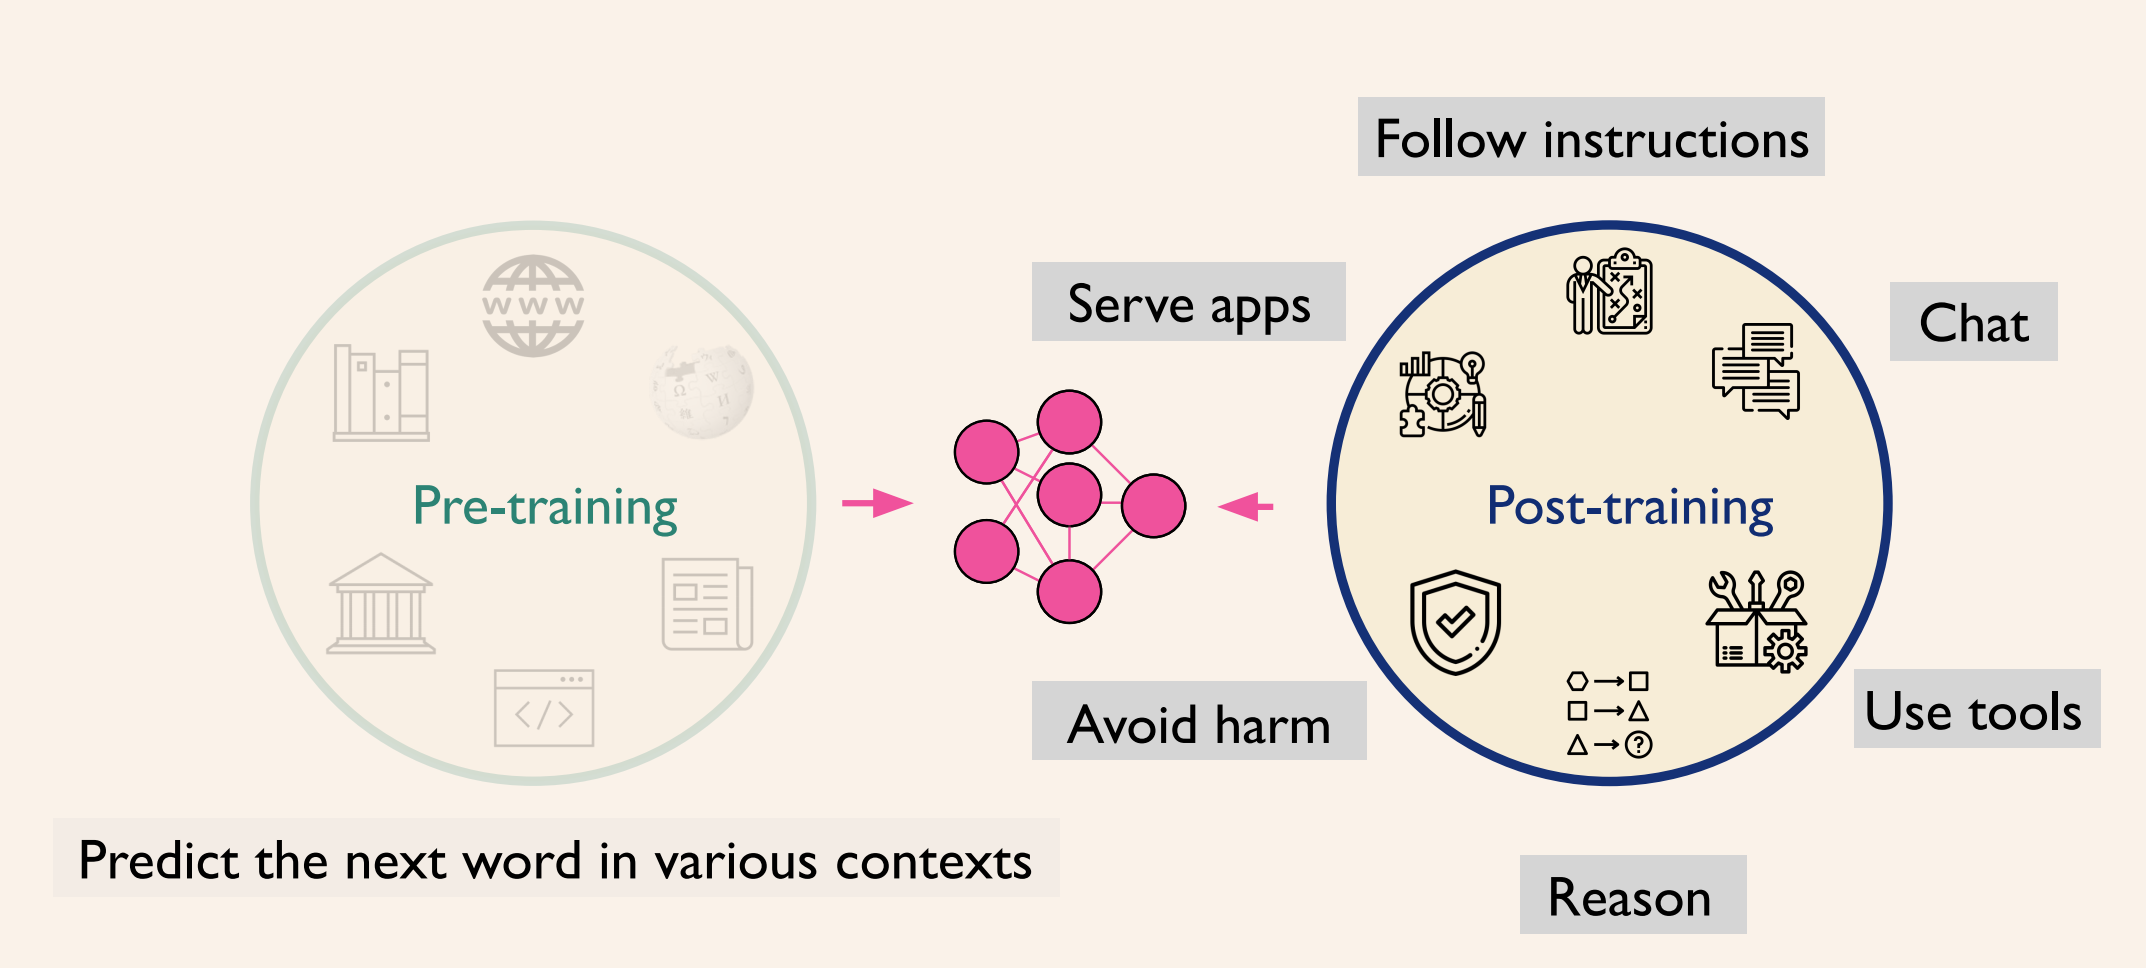 Follow instructions
Serve apps
Chat
WWW
Pre-training
Post-training
Avoid harm
Use tools
</>
?
Predict the next word in various contexts
Reason